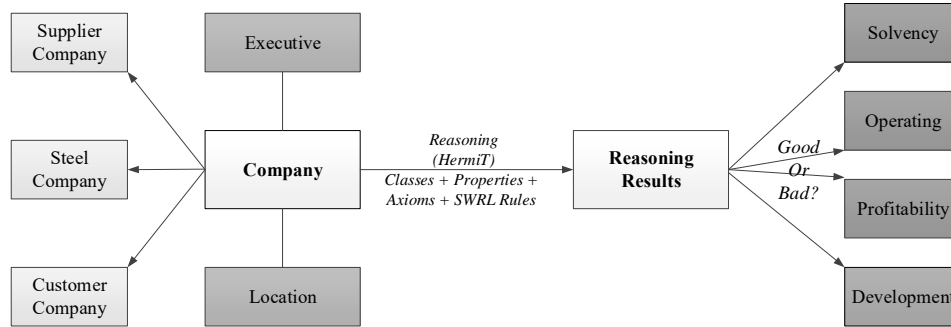 Supplier
Company
Executive
Solvency
Steel
Company
Company
Reasoning
(HermiT)
Classes + Properties +
Axioms + SWRL Rules
Reasoning
Results
Good
Or
Bad?
Operating
Profitability
Customer
Company
Location
Development